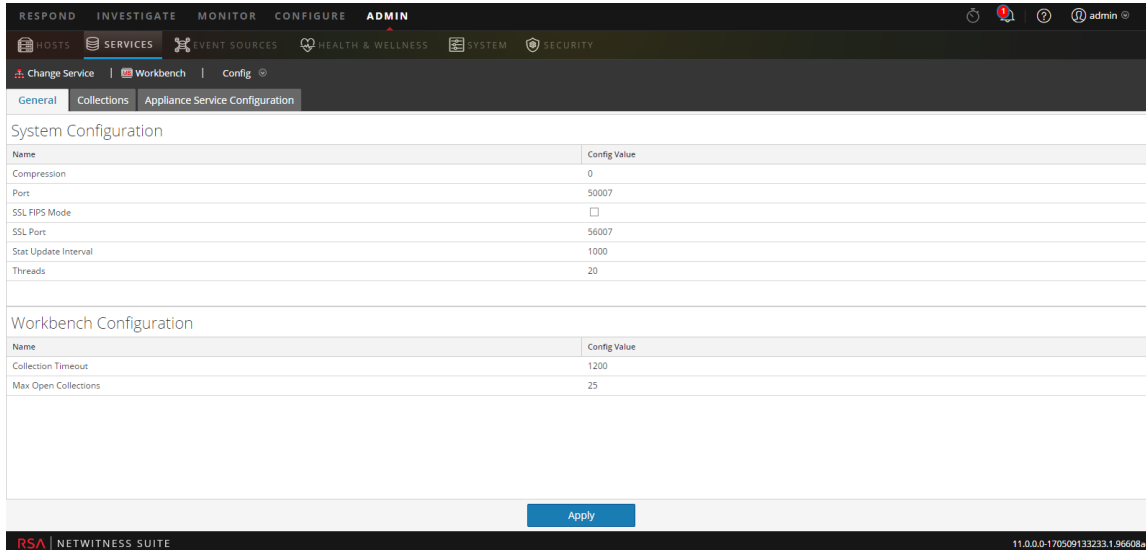 RESPOND INVESTIGATE MONITOR CONFIGURE ADMIN 1 ? admin
HOSTS SERVICES EVENT SOURCES HEALTH & WELLNESS SYSTEM SECURITY
Change Service | Workbench | Config
General Collections Appliance Service Configuration
System Configuration
Name Config Value
Compression 0
Port 50007
SSL FIPS Mode
SSL Port 56007
Stat Update Interval 1000
Threads 20
Workbench Configuration
Name Config Value
Collection Timeout 1200
Max Open Collections 25
Apply
RSA | NETWITNESS SUITE 11.0.0.0-170509133233.1.96608a